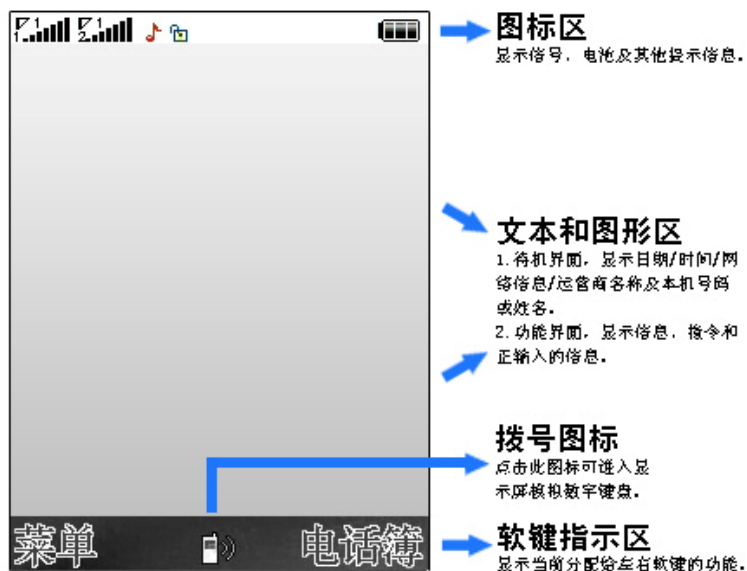 图标区
显示信号，电池及其他提示信息.
文本和图形区
1.待机界面，显示日期/时间/网
络信息/运营商名称及本机号码
或姓名.
2.功能界面，显示信息，指令和
正输入的信息.
拨号图标
点击此图标可进入显
示屏模拟数字键盘.
菜单
电话簿
软键指示区
显示当前分配给左右软键的功能.